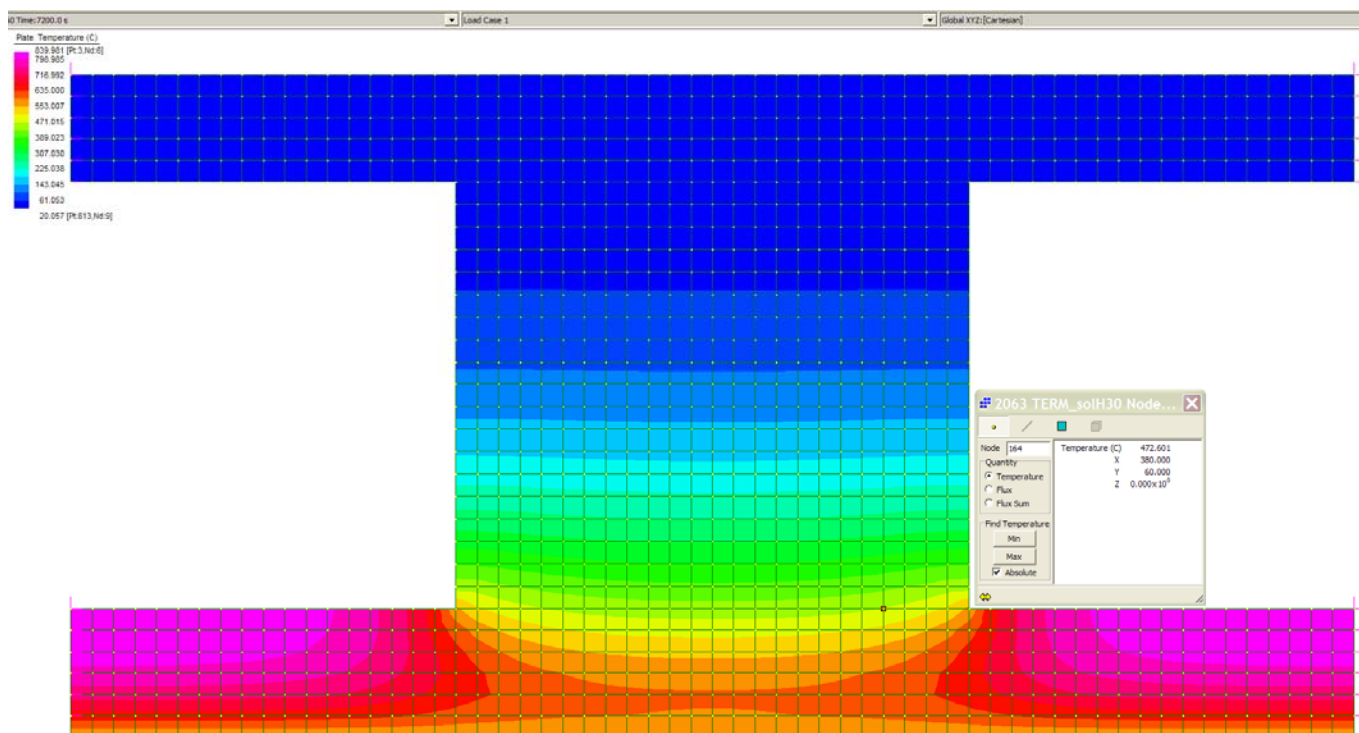 Time:7200.0 s
Load Case 1
Global XYZ:[Cartesian]
Plate Temperature (C)
839.981 [Pt:3,Nd:6]
798.985
716.992
635.000
553.007
471.015
389.023
307.030
225.038
143.045
61.053
20.057 [Pt:613,Nd:9]
2063 TERM_solH30 Node...
Node 164
Temperature (C) 472.601
X 380.000
Y 60.000
Z 0.000x10⁰
Quantity
Temperature
Flux
Flux Sum
Find Temperature
Min
Max
Absolute